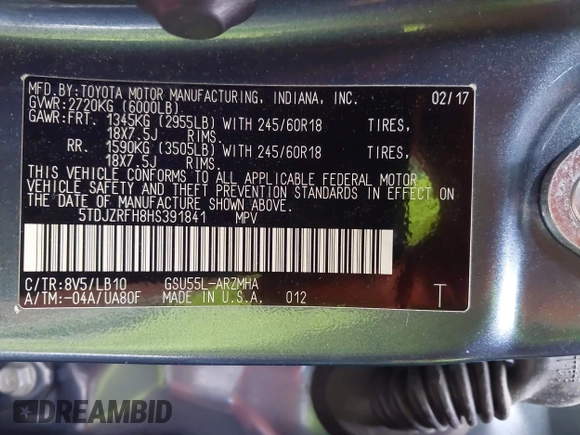 MFD.BY:TOYOTA MOTOR MANUFACTURING, INDIANA, INC. 02/17
GVWR:2720KG (6000LB)
GAWR:FRT. 1345KG (2955LB) WITH 245/60R18 TIRES,
18X7.5J RIMS.
RR. 1590KG (3505LB) WITH 245/60R18 TIRES,
18X7.5J RIMS.
THIS VEHICLE CONFORMS TO ALL APPLICABLE FEDERAL MOTOR
VEHICLE SAFETY AND THEFT PREVENTION STANDARDS IN EFFECT ON
THE DATE OF MANUFACTURE SHOWN ABOVE.
5TDJZRFH8HS391841 MPV
C/TR:8V5/LB10 GSU55L-ARZMHA
A/TM:-04A/UA80F MADE IN U.S.A. 012 T
DREAMBID